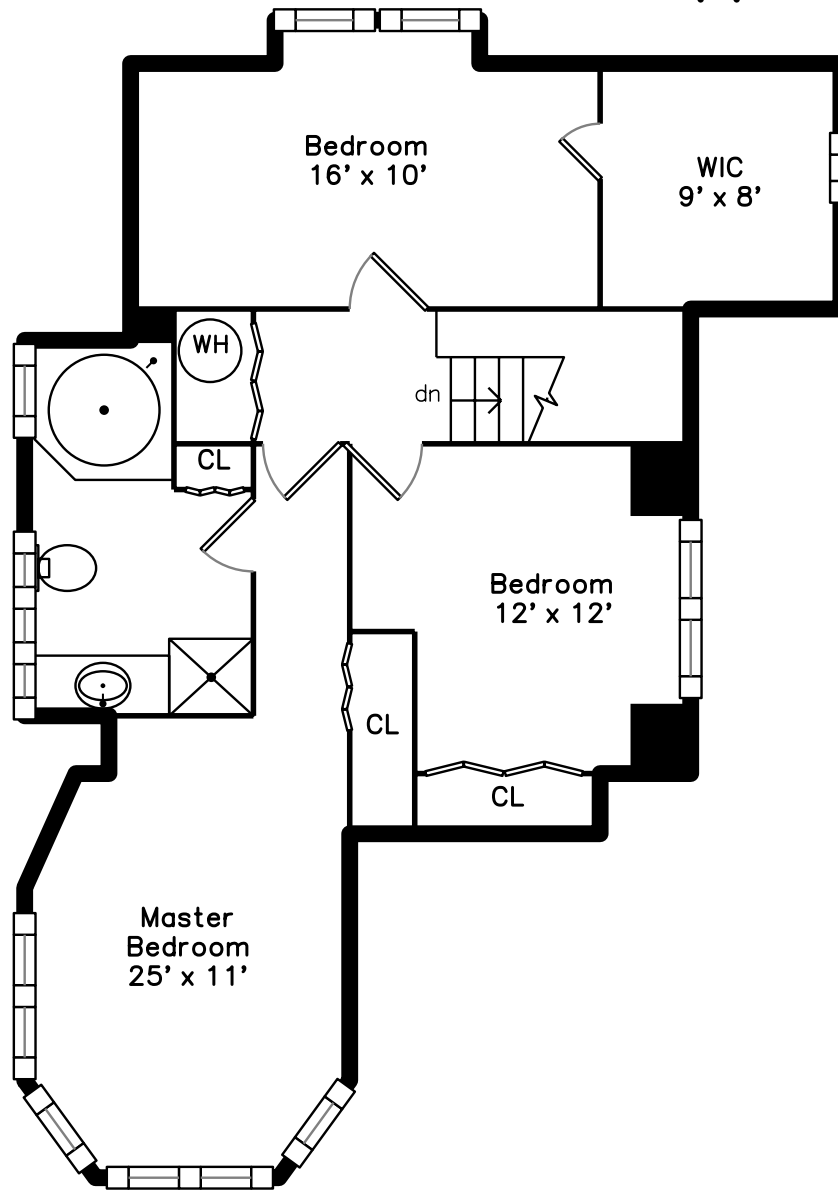 Bedroom
16' x 10'
WIC
9' x 8'
WH
dn
CL
Bedroom
12' x 12'
CL
CL
Master
Bedroom
25' x 11'